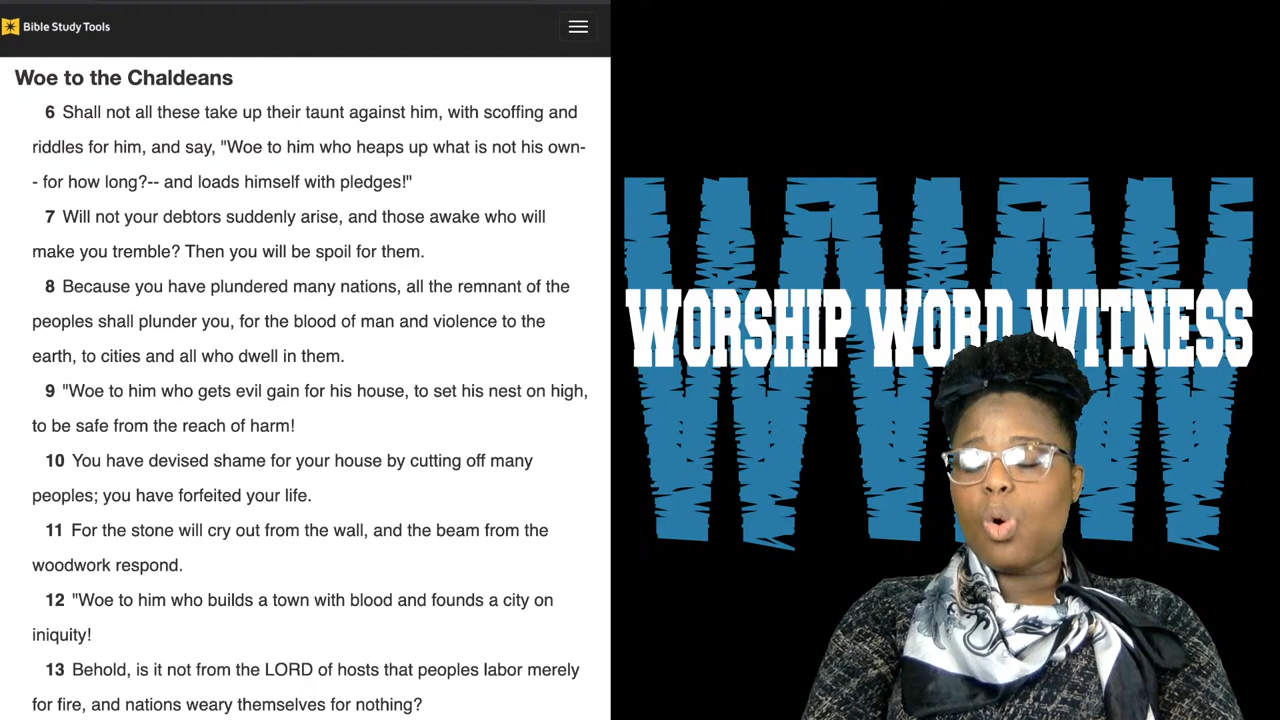 Bible Study Tools
Woe to the Chaldeans
6 Shall not all these take up their taunt against him, with scoffing and
riddles for him, and say, "Woe to him who heaps up what is not his own-
- for how long?-- and loads himself with pledges!"
7 Will not your debtors suddenly arise, and those awake who will
make you tremble? Then you will be spoil for them.
8 Because you have plundered many nations, all the remnant of the
peoples shall plunder you, for the blood of man and violence to the
earth, to cities and all who dwell in them.
9 "Woe to him who gets evil gain for his house, to set his nest on high,
to be safe from the reach of harm!
10 You have devised shame for your house by cutting off many
peoples; you have forfeited your life.
11 For the stone will cry out from the wall, and the beam from the
woodwork respond.
12 "Woe to him who builds a town with blood and founds a city on
iniquity!
13 Behold, is it not from the LORD of hosts that peoples labor merely
for fire, and nations weary themselves for nothing?
WWW
WORSHIP WORD WITNESS